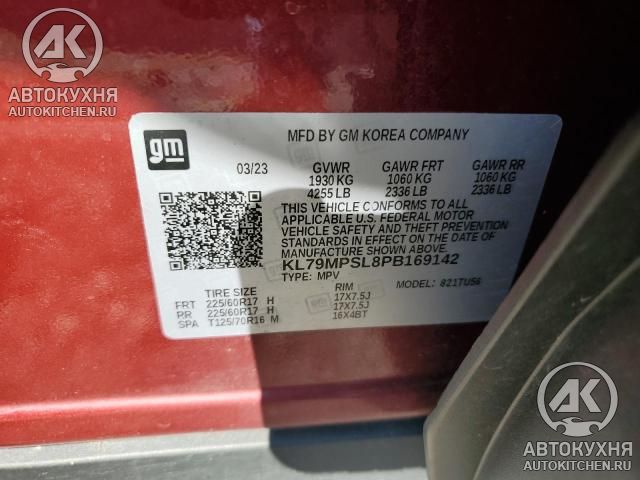 AK
АВТОКУХНЯ
AUTOKITCHEN.RU
gm
MFD BY GM KOREA COMPANY
03/23 GVWR GAWR FRT GAWR RR
1930 KG 1060 KG 1060 KG
4255 LB 2336 LB 2336 LB
THIS VEHICLE CONFORMS TO ALL
APPLICABLE U.S. FEDERAL MOTOR
VEHICLE SAFETY AND THEFT PREVENTION
STANDARDS IN EFFECT ON THE DATE OF
MANUFACTURE SHOWN ABOVE.
KL79MPSL8PB169142
TYPE: MPV MODEL: 821TU56
TIRE SIZE RIM
FRT 225/60R17 H 17X7.5J
RR 225/60R17 H 17X7.5J
SPA T125/70R16 M 16X4BT
AK
АВТОКУХНЯ
AUTOKITCHEN.RU